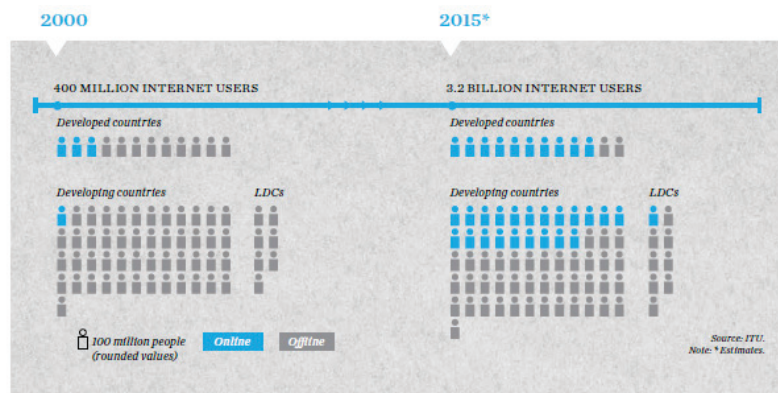 2000
2015*
400 MILLION INTERNET USERS
3.2 BILLION INTERNET USERS
Developed countries
Developed countries
Developing countries
LDCs
Developing countries
LDCs
100 million people
(rounded values)
Online
Offline
Source: ITU.
Note: * Estimates.